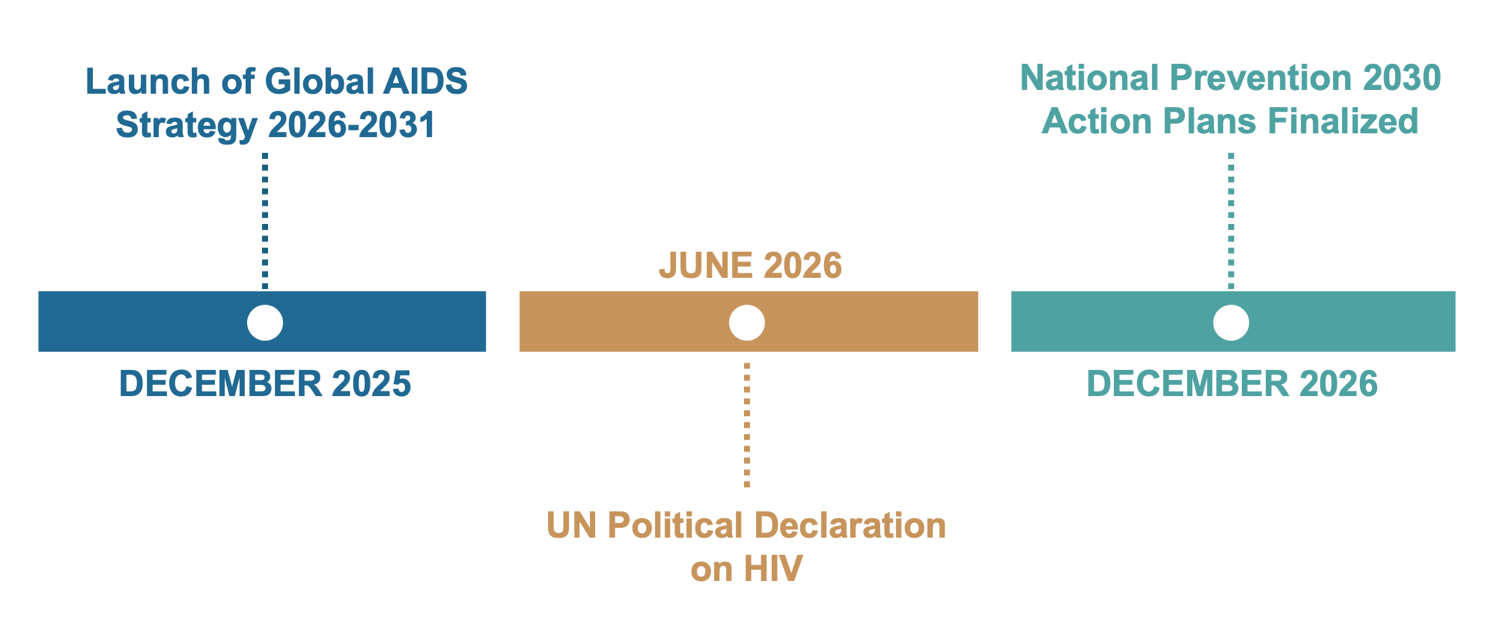 Launch of Global AIDS
Strategy 2026-2031
DECEMBER 2025
JUNE 2026
UN Political Declaration
on HIV
National Prevention 2030
Action Plans Finalized
DECEMBER 2026